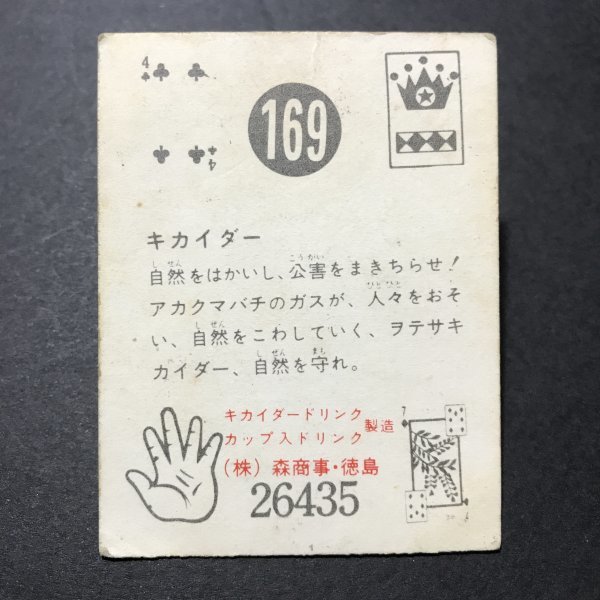 4
169
4
キカイダー
自然をはかいし、公害をまきちらせ！
アカクマバチのガスが、人々をおそ
い、自然をこわしていく、ヲテサキ
カイダー、自然を守れ。
キカイダードリンク
カップ入ドリンク
製造
(株) 森商事・徳島
7
26435